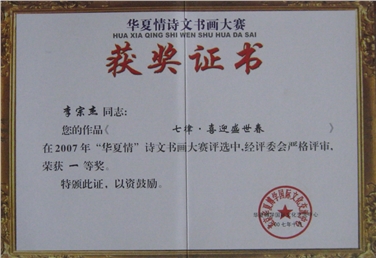 华夏情诗文书画大赛
HUA XIA QING SHI WEN SHU HUA DA SAI
获奖证书
李宗杰 同志:
您的作品《 七律·喜迎盛世春 》
在2007年“华夏情”诗文书画大赛评选中,经评委会严格评审,
荣获 一 等奖。
特颁此证,以资鼓励。